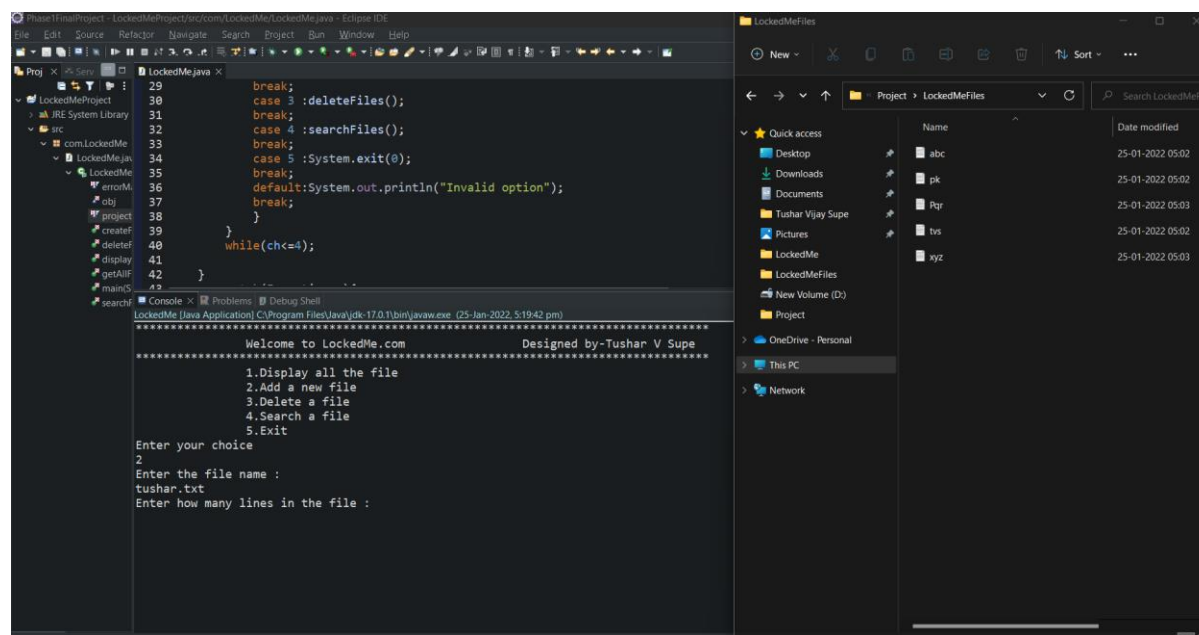 Phase1FinalProject - LockedMeProject/src/com/LockedMe/LockedMe.java - Eclipse IDE
File Edit Source Refactor Navigate Search Project Run Window Help
Proj Serv
LockedMeProject
JRE System Library
src
com.LockedMe
LockedMe.jav
LockedMe
errorM
obj
project
createF
deleteF
display
getAllF
main(S
searchF
LockedMe.java
29 break;
30 case 3 :deleteFiles();
31 break;
32 case 4 :searchFiles();
33 break;
34 case 5 :System.exit(0);
35 break;
36 default:System.out.println("Invalid option");
37 break;
38 }
39 }
40 while(ch<=4);
41
42 }
43
Console Problems Debug Shell
LockedMe [Java Application] C:\Program Files\Java\jdk-17.0.1\bin\javaw.exe (25-Jan-2022, 5:19:42 pm)
Welcome to LockedMe.com Designed by-Tushar V Supe
1.Display all the file
2.Add a new file
3.Delete a file
4.Search a file
5.Exit
Enter your choice
2
Enter the file name :
tushar.txt
Enter how many lines in the file :
LockedMeFiles
New Sort
Project > LockedMeFiles
Search LockedMeF
Quick access
Desktop
Downloads
Documents
Tushar Vijay Supe
Pictures
LockedMe
LockedMeFiles
New Volume (D:)
Project
OneDrive - Personal
This PC
Network
Name Date modified
abc 25-01-2022 05:02
pk 25-01-2022 05:02
Pqr 25-01-2022 05:03
tvs 25-01-2022 05:02
xyz 25-01-2022 05:03